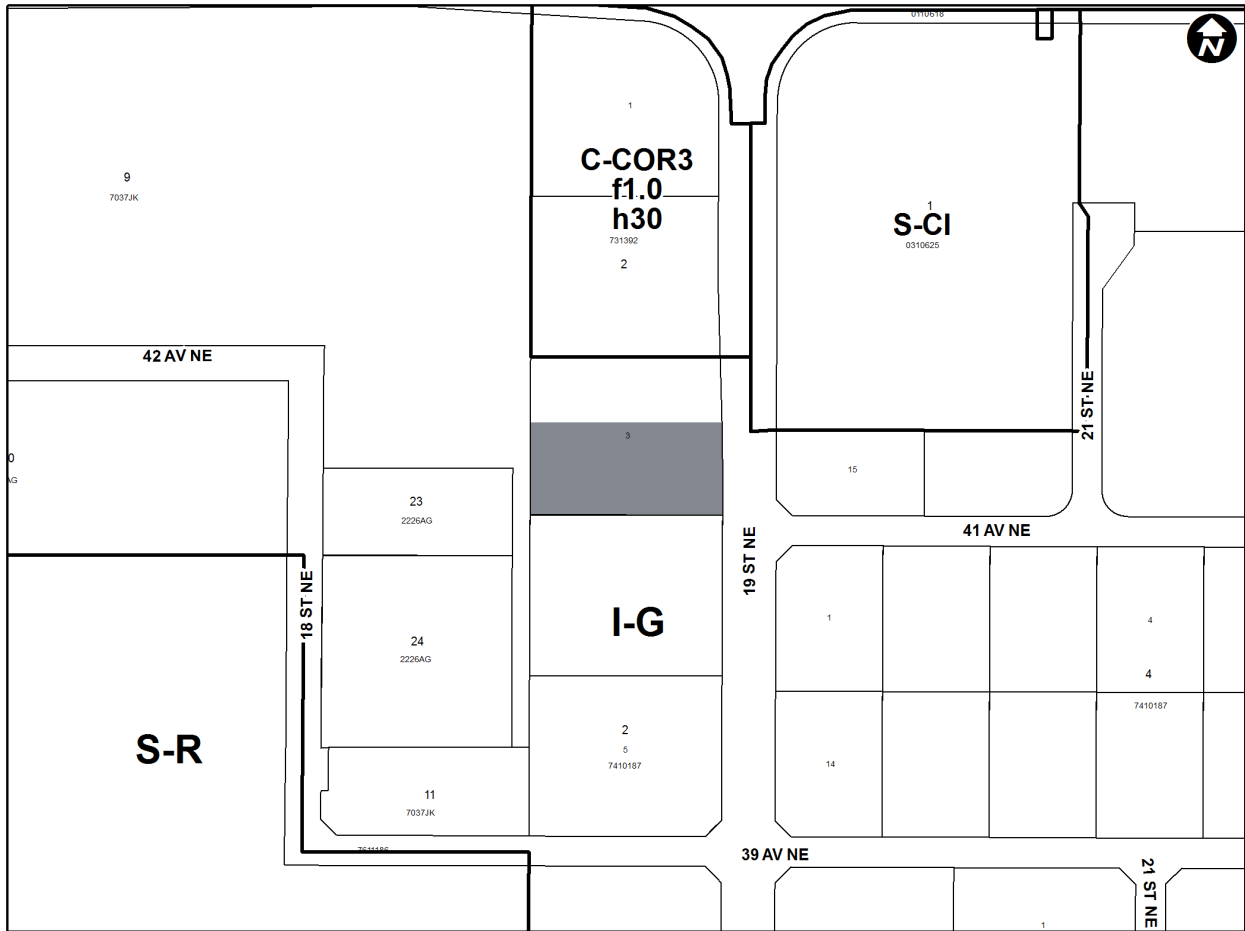 0110618
N
1
C-COR3
f1.0
h30
731392
2
9
7037JK
1
S-CI
0310625
42 AV NE
21 ST NE
3
15
0
AG
23
2226AG
41 AV NE
19 ST NE
18 ST NE
I-G
1
4
4
7410187
24
2226AG
S-R
2
5
7410187
14
11
7037JK
7611186
39 AV NE
21 ST NE
1